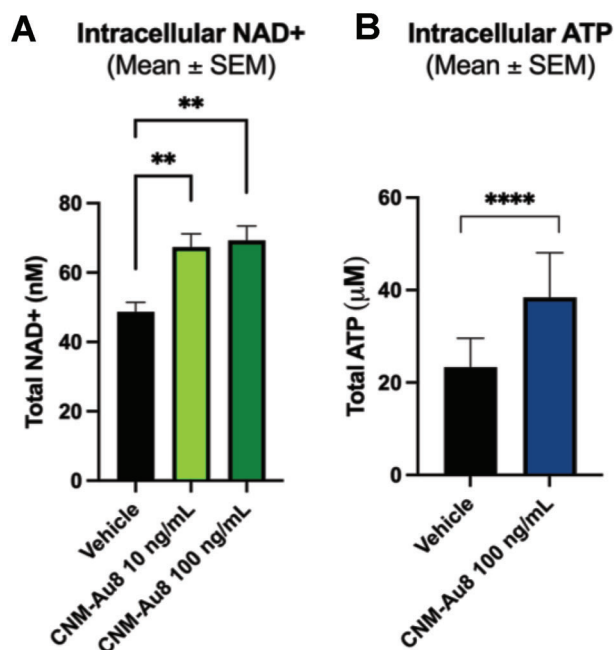 A
Intracellular NAD+
(Mean ± SEM)
**
**
80
60
40
20
0
Total NAD+ (nM)
Vehicle
CNM-Au8 10 ng/mL
CNM-Au8 100 ng/mL
B
Intracellular ATP
(Mean ± SEM)
****
60
40
20
0
Total ATP (μM)
Vehicle
CNM-Au8 100 ng/mL